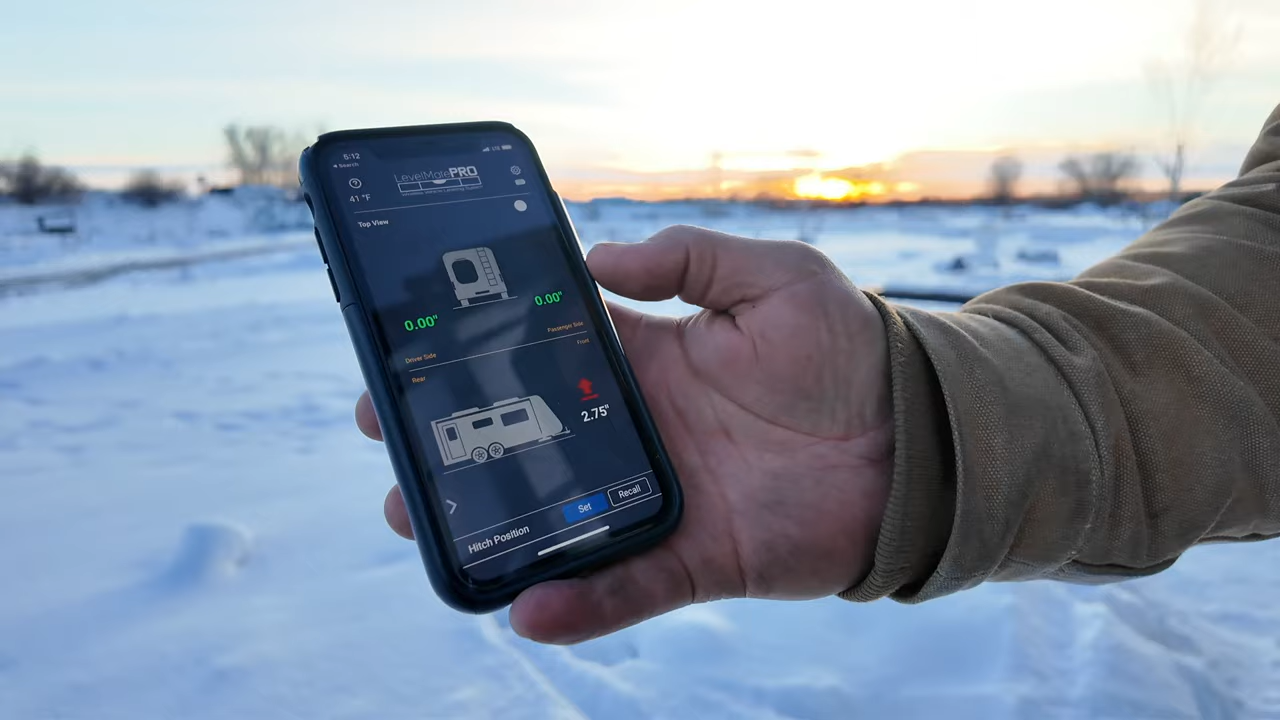 5:12
◂ Search
LTE
LevelMatePRO
41 °F
Top View
0.00"
0.00"
Driver Side
Passenger Side
Rear
Front
2.75"
Set
Recall
Hitch Position